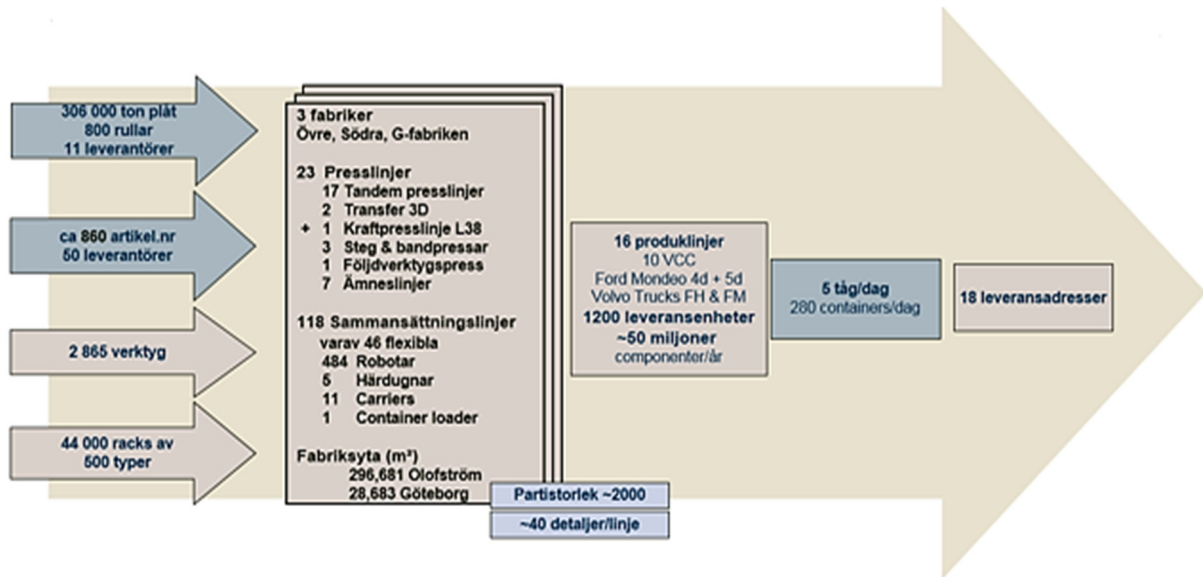 306 000 ton plåt
800 rullar
11 leverantörer
ca 860 artikel.nr
50 leverantörer
2 865 verktyg
44 000 racks av
500 typer
3 fabriker
Övre, Södra, G-fabriken
23 Presslinjer
17 Tandem presslinjer
2 Transfer 3D
+ 1 Kraftpresslinje L38
3 Steg & bandpressar
1 Följdverktygspress
7 Ämneslinjer
118 Sammansättningslinjer
varav 46 flexibla
484 Robotar
5 Härdugnar
11 Carriers
1 Container loader
Fabriksyta (m²)
296,681 Olofström
28,683 Göteborg
Partistorlek ~2000
~40 detaljer/linje
16 produklinjer
10 VCC
Ford Mondeo 4d + 5d
Volvo Trucks FH & FM
1200 leveransenheter
~50 miljoner
componenter/år
5 tåg/dag
280 containers/dag
18 leveransadresser